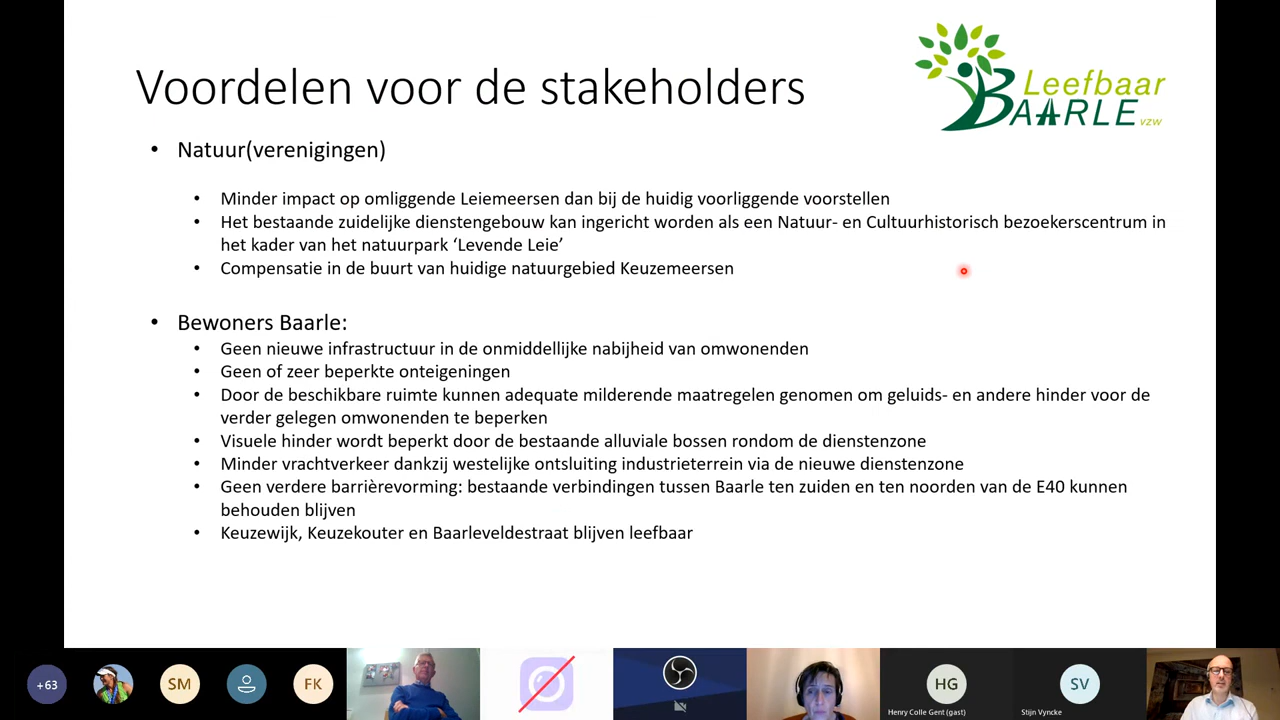 Voordelen voor de stakeholders
Leefbaar
BAARLE
vzw
• Natuur(verenigingen)
• Minder impact op omliggende Leiemeersen dan bij de huidig voorliggende voorstellen
• Het bestaande zuidelijke dienstengebouw kan ingericht worden als een Natuur- en Cultuurhistorisch bezoekerscentrum in
het kader van het natuurpark ‘Levende Leie’
• Compensatie in de buurt van huidige natuurgebied Keuzemeersen
• Bewoners Baarle:
• Geen nieuwe infrastructuur in de onmiddellijke nabijheid van omwonenden
• Geen of zeer beperkte onteigeningen
• Door de beschikbare ruimte kunnen adequate milderende maatregelen genomen om geluids- en andere hinder voor de
verder gelegen omwonenden te beperken
• Visuele hinder wordt beperkt door de bestaande alluviale bossen rondom de dienstenzone
• Minder vrachtverkeer dankzij westelijke ontsluiting industrieterrein via de nieuwe dienstenzone
• Geen verdere barrièrevorming: bestaande verbindingen tussen Baarle ten zuiden en ten noorden van de E40 kunnen
behouden blijven
• Keuzewijk, Keuzekouter en Baarleveldestraat blijven leefbaar
+63
SM
FK
HG
SV
Henry Colle Gent (gast)
Stijn Vyncke